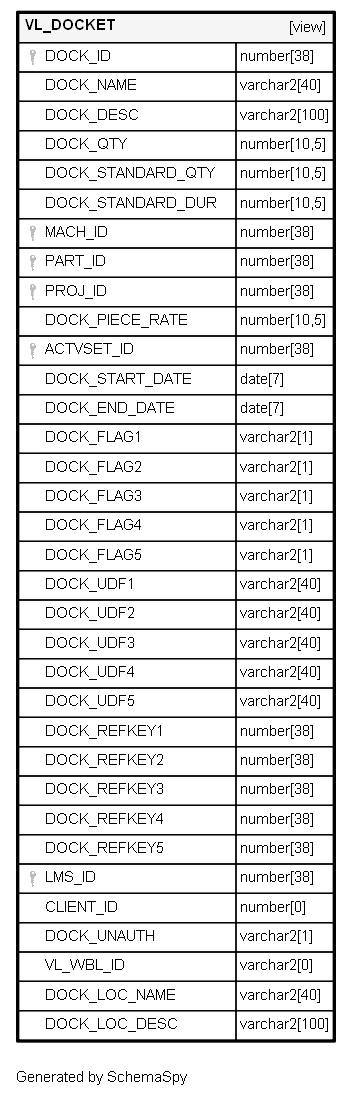 VL_DOCKET [view]
DOCK_ID number[38]
DOCK_NAME varchar2[40]
DOCK_DESC varchar2[100]
DOCK_QTY number[10,5]
DOCK_STANDARD_QTY number[10,5]
DOCK_STANDARD_DUR number[10,5]
MACH_ID number[38]
PART_ID number[38]
PROJ_ID number[38]
DOCK_PIECE_RATE number[10,5]
ACTVSET_ID number[38]
DOCK_START_DATE date[7]
DOCK_END_DATE date[7]
DOCK_FLAG1 varchar2[1]
DOCK_FLAG2 varchar2[1]
DOCK_FLAG3 varchar2[1]
DOCK_FLAG4 varchar2[1]
DOCK_FLAG5 varchar2[1]
DOCK_UDF1 varchar2[40]
DOCK_UDF2 varchar2[40]
DOCK_UDF3 varchar2[40]
DOCK_UDF4 varchar2[40]
DOCK_UDF5 varchar2[40]
DOCK_REFKEY1 number[38]
DOCK_REFKEY2 number[38]
DOCK_REFKEY3 number[38]
DOCK_REFKEY4 number[38]
DOCK_REFKEY5 number[38]
LMS_ID number[38]
CLIENT_ID number[0]
DOCK_UNAUTH varchar2[1]
VL_WBL_ID varchar2[0]
DOCK_LOC_NAME varchar2[40]
DOCK_LOC_DESC varchar2[100]
Generated by SchemaSpy